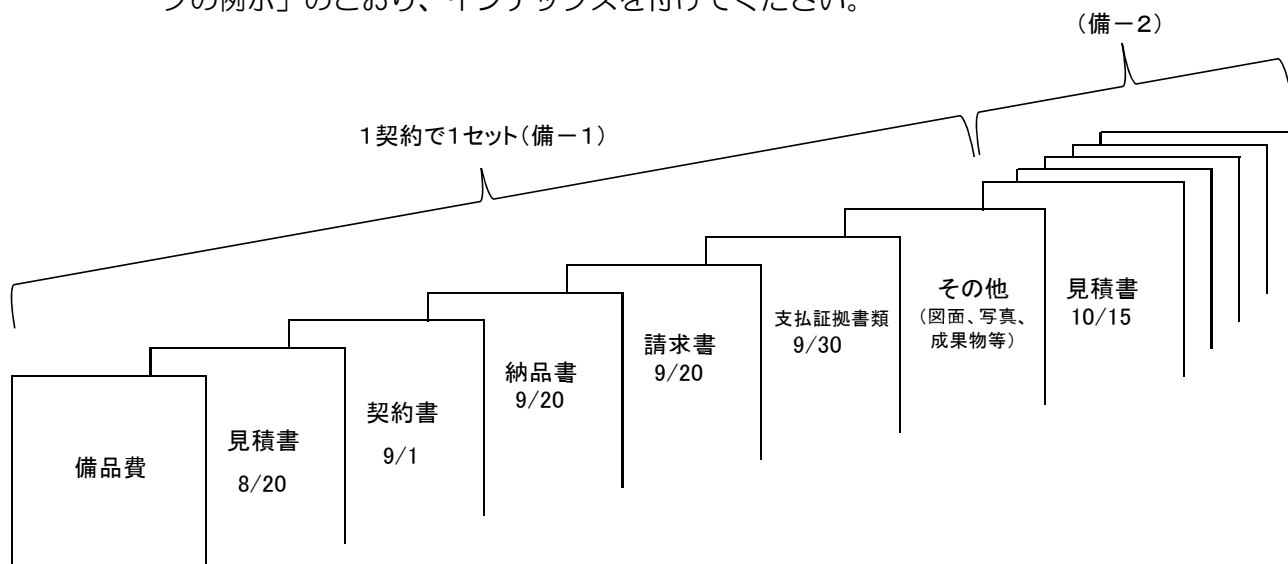 プの例示」のとおり、インデックスを付けてください。
（備－２）
１契約で１セット（備－１）
備品費
見積書
8/20
契約書
9/1
納品書
9/20
請求書
9/20
支払証拠書類
9/30
その他
（図面、写真、
成果物等）
見積書
10/15